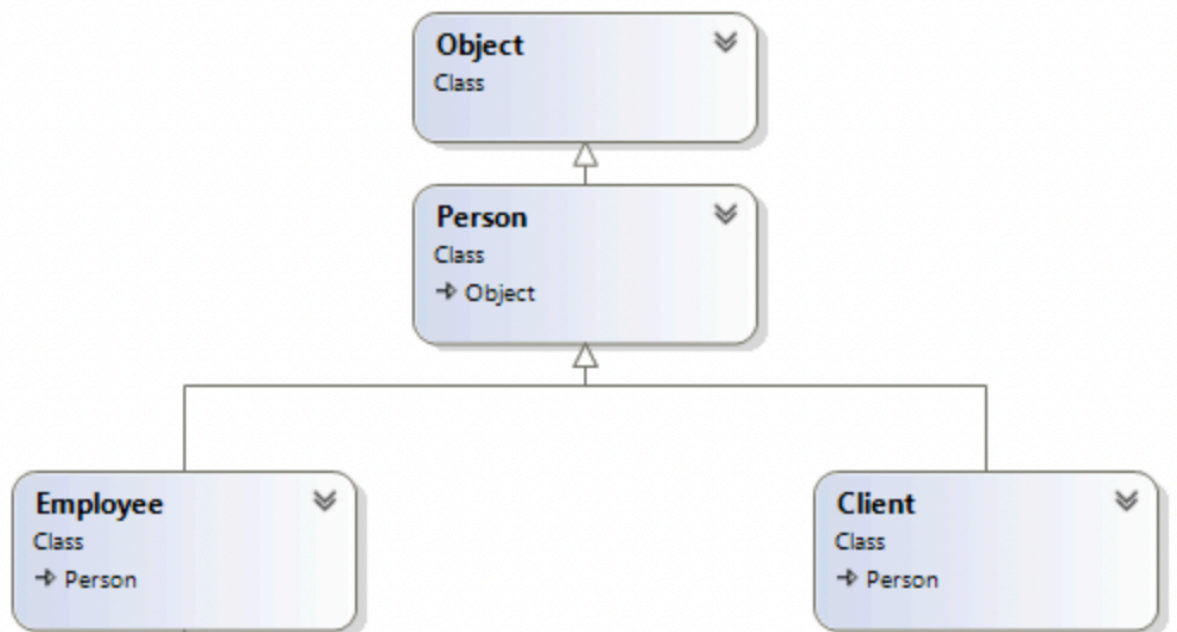 Object
Class
Person
Class
Object
Employee
Class
Person
Client
Class
Person